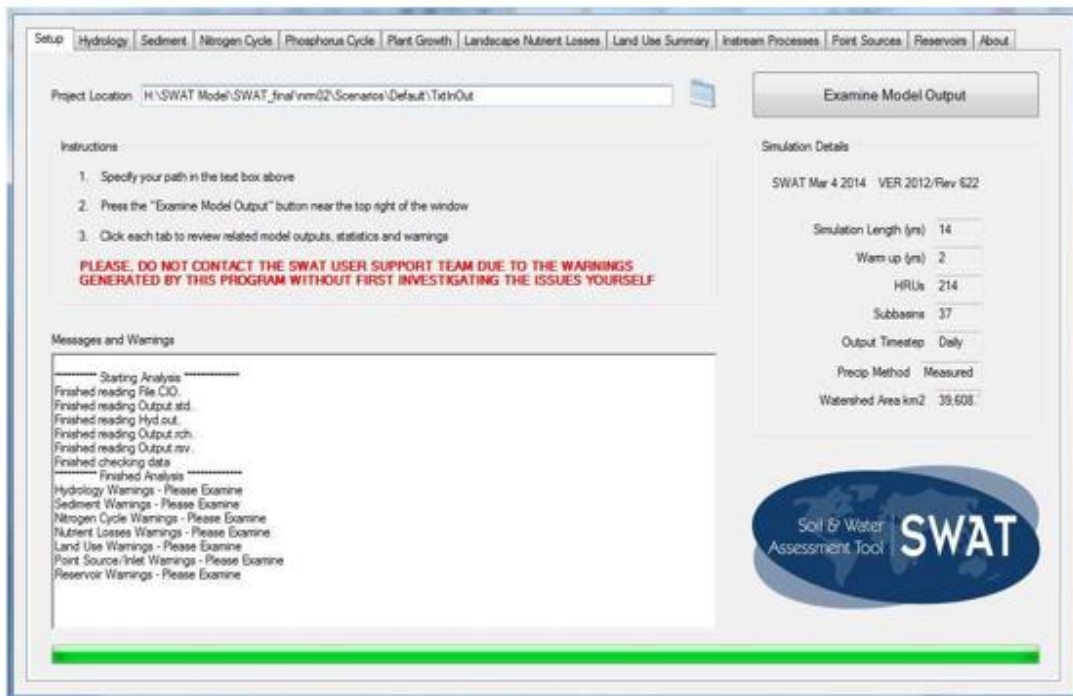 Setup Hydrology Sediment Nitrogen Cycle Phosphorus Cycle Plant Growth Landscape Nutrient Losses Land Use Summary Instream Processes Point Sources Reservoirs About
Project Location H:\SWAT Model\SWAT_final\nrm02\Scenarios\Default\TxtInOut
Examine Model Output
Instructions
1. Specify your path in the text box above
2. Press the "Examine Model Output" button near the top right of the window
3. Click each tab to review related model outputs, statistics and warnings
PLEASE, DO NOT CONTACT THE SWAT USER SUPPORT TEAM DUE TO THE WARNINGS
GENERATED BY THIS PROGRAM WITHOUT FIRST INVESTIGATING THE ISSUES YOURSELF
Simulation Details
SWAT Mar 4 2014 VER 2012/Rev 622
Simulation Length (yrs) 14
Warm up (yrs) 2
HRUs 214
Subbasins 37
Output Timestep Daily
Precip Method Measured
Watershed Area km2 39,608.
Messages and Warnings
********** Starting Analysis *************
Finished reading File.CIO.
Finished reading Output.std.
Finished reading Hyd.out.
Finished reading Output.rch.
Finished reading Output.rsv.
Finished checking data
********** Finished Analysis *************
Hydrology Warnings - Please Examine
Sediment Warnings - Please Examine
Nitrogen Cycle Warnings - Please Examine
Nutrient Losses Warnings - Please Examine
Land Use Warnings - Please Examine
Point Source/Inlet Warnings - Please Examine
Reservoir Warnings - Please Examine
Soil & Water
Assessment Tool
SWAT